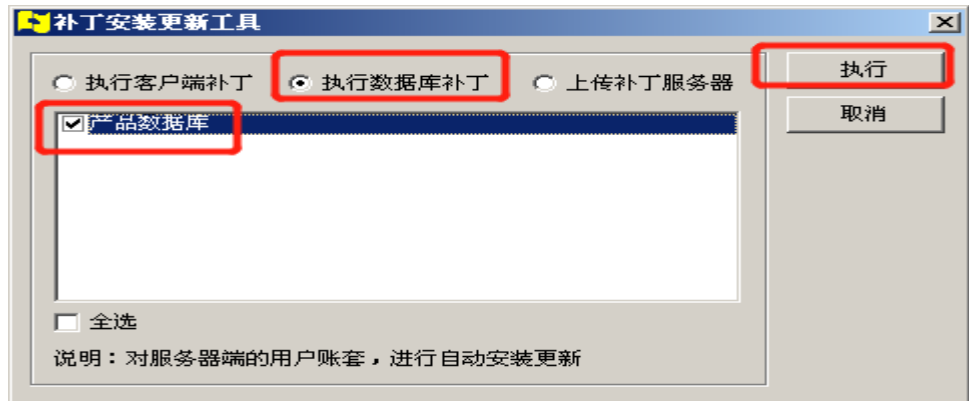 补丁安装更新工具
执行客户端补丁 执行数据库补丁 上传补丁服务器 执行
产品数据库 取消
全选
说明：对服务器端的用户账套，进行自动安装更新